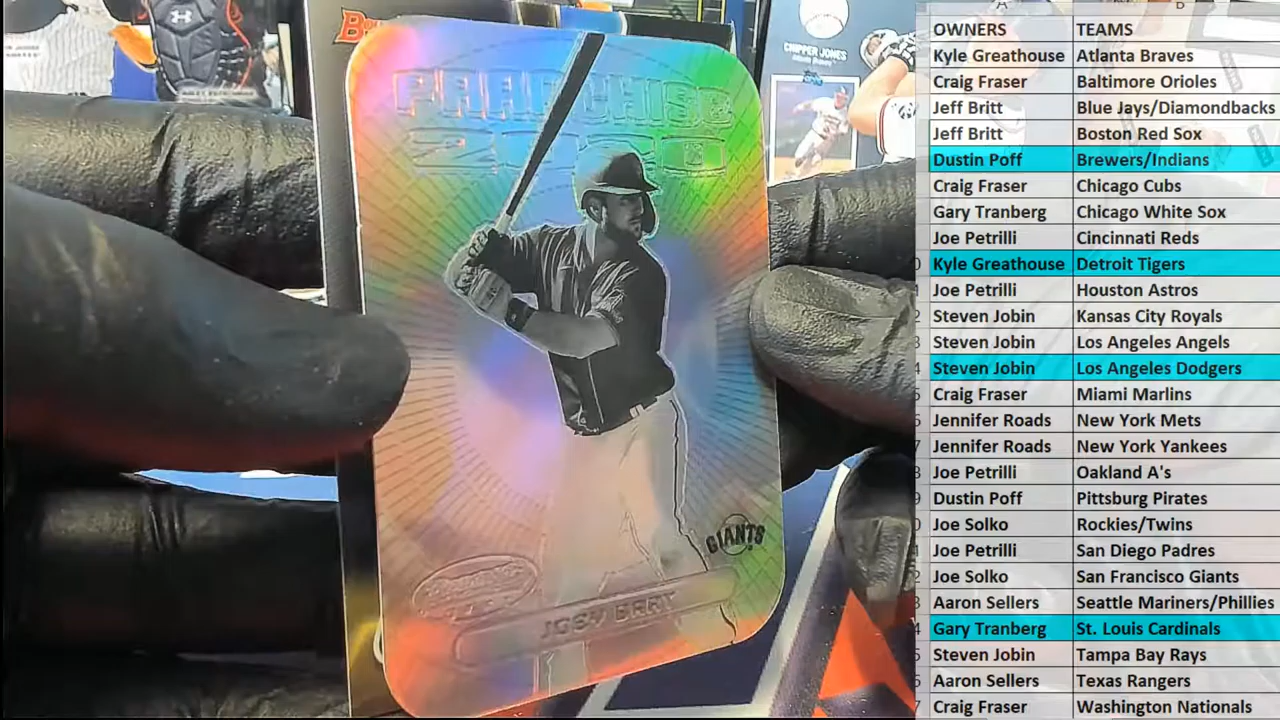 A B
OWNERS TEAMS
Kyle Greathouse Atlanta Braves
Craig Fraser Baltimore Orioles
Jeff Britt Blue Jays/Diamondbacks
Jeff Britt Boston Red Sox
Dustin Poff Brewers/Indians
Craig Fraser Chicago Cubs
Gary Tranberg Chicago White Sox
Joe Petrilli Cincinnati Reds
Kyle Greathouse Detroit Tigers
Joe Petrilli Houston Astros
Steven Jobin Kansas City Royals
Steven Jobin Los Angeles Angels
Steven Jobin Los Angeles Dodgers
Craig Fraser Miami Marlins
Jennifer Roads New York Mets
Jennifer Roads New York Yankees
Joe Petrilli Oakland A's
Dustin Poff Pittsburg Pirates
Joe Solko Rockies/Twins
Joe Petrilli San Diego Padres
Joe Solko San Francisco Giants
Aaron Sellers Seattle Mariners/Phillies
Gary Tranberg St. Louis Cardinals
Steven Jobin Tampa Bay Rays
Aaron Sellers Texas Rangers
Craig Fraser Washington Nationals
FRANCHISE
2020
GIANTS
JOEY BART
CHIPPER JONES
Atlanta Braves